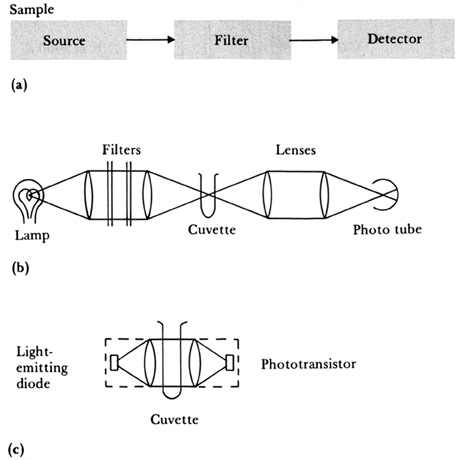 Sample
Source
Filter
Detector
(a)
Filters
Lenses
Lamp
Cuvette
Photo tube
(b)
Light-
emitting
diode
Phototransistor
Cuvette
(c)